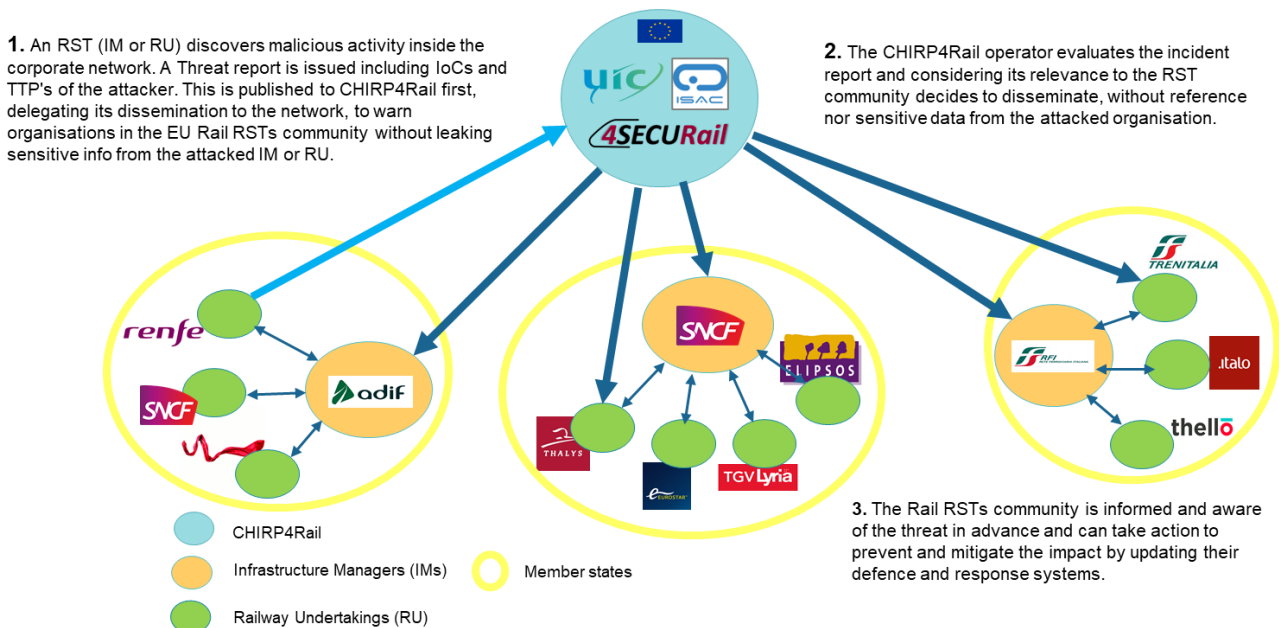 1. An RST (IM or RU) discovers malicious activity inside the
corporate network. A Threat report is issued including IoCs and
TTP's of the attacker. This is published to CHIRP4Rail first,
delegating its dissemination to the network, to warn
organisations in the EU Rail RSTs community without leaking
sensitive info from the attacked IM or RU.
uic
ISAC
4SECURail
2. The CHIRP4Rail operator evaluates the incident
report and considering its relevance to the RST
community decides to disseminate, without reference
nor sensitive data from the attacked organisation.
renfe
SNCF
adif
SNCF
ELIPSOS
THALYS
EUROSTAR
TGV Lyria
TRENITALIA
RFI
RETE FERROVIARIA ITALIANA
.italo
thellō
3. The Rail RSTs community is informed and aware
of the threat in advance and can take action to
prevent and mitigate the impact by updating their
defence and response systems.
CHIRP4Rail
Infrastructure Managers (IMs)
Member states
Railway Undertakings (RU)